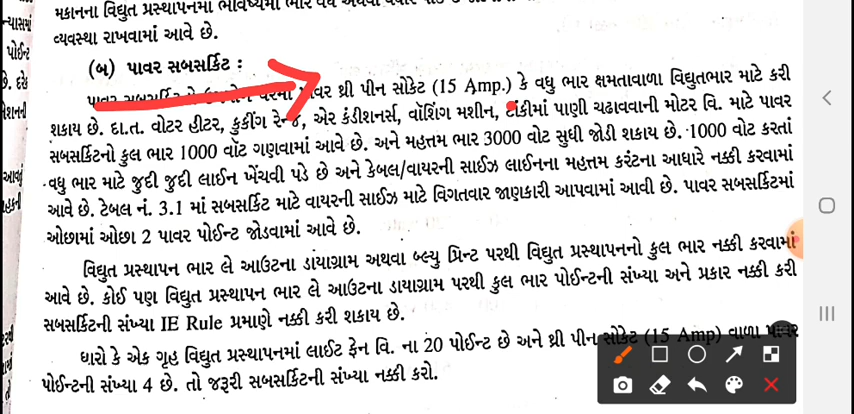 મકાનના વિદ્યુત પ્રસ્થાપનમાં ભવિષ્યમાં ભાર
વ્યવસ્થા રાખવામાં આવે છે.
(બ) પાવર સબસર્કિટ :
થ્રી પીન સોકેટ (15 Amp.) કે વધુ ભાર ક્ષમતાવાળા વિદ્યુતભાર માટે કરી
શકાય છે. દા.ત. વોટર હીટર, કુકીંગ રેન્જ, એર કંડીશનર્સ, વૉશિંગ મશીન, ટાંકીમાં પાણી ચઢાવવાની મોટર વિ. માટે પાવર
સબસર્કિટનો કુલ ભાર 1000 વૉટ ગણવામાં આવે છે. અને મહત્તમ ભાર 3000 વોટ સુધી જોડી શકાય છે. 1000 વોટ કરતાં
વધુ ભાર માટે જુદી જુદી લાઈન ખેંચવી પડે છે અને કેબલ/વાયરની સાઈઝ લાઈનના મહત્તમ કરંટના આધારે નક્કી કરવામાં
આવે છે. ટેબલ નં. 3.1 માં સબસર્કિટ માટે વાયરની સાઈઝ માટે વિગતવાર જાણકારી આપવામાં આવી છે. પાવર સબસર્કિટમાં
ઓછામાં ઓછા 2 પાવર પોઈન્ટ જોડવામાં આવે છે.
વિદ્યુત પ્રસ્થાપન ભાર લે આઉટના ડાયાગ્રામ અથવા બ્લ્યુ પ્રિન્ટ પરથી વિદ્યુત પ્રસ્થાપનનો કુલ ભાર નક્કી કરવામાં
આવે છે. કોઈ પણ વિદ્યુત પ્રસ્થાપન ભાર લે આઉટના ડાયાગ્રામ પરથી કુલ ભાર પોઈન્ટની સંખ્યા અને પ્રકાર નક્કી કરી
સબસર્કિટની સંખ્યા IE Rule પ્રમાણે નક્કી કરી શકાય છે.
ધારો કે એક ગૃહ વિદ્યુત પ્રસ્થાપનમાં લાઈટ ફેન વિ. ના 20 પોઈન્ટ છે અને થ્રી પીન સોકેટ (15 Amp) વાળા પાવર
પોઈન્ટની સંખ્યા 4 છે. તો જરૂરી સબસર્કિટની સંખ્યા નક્કી કરો.